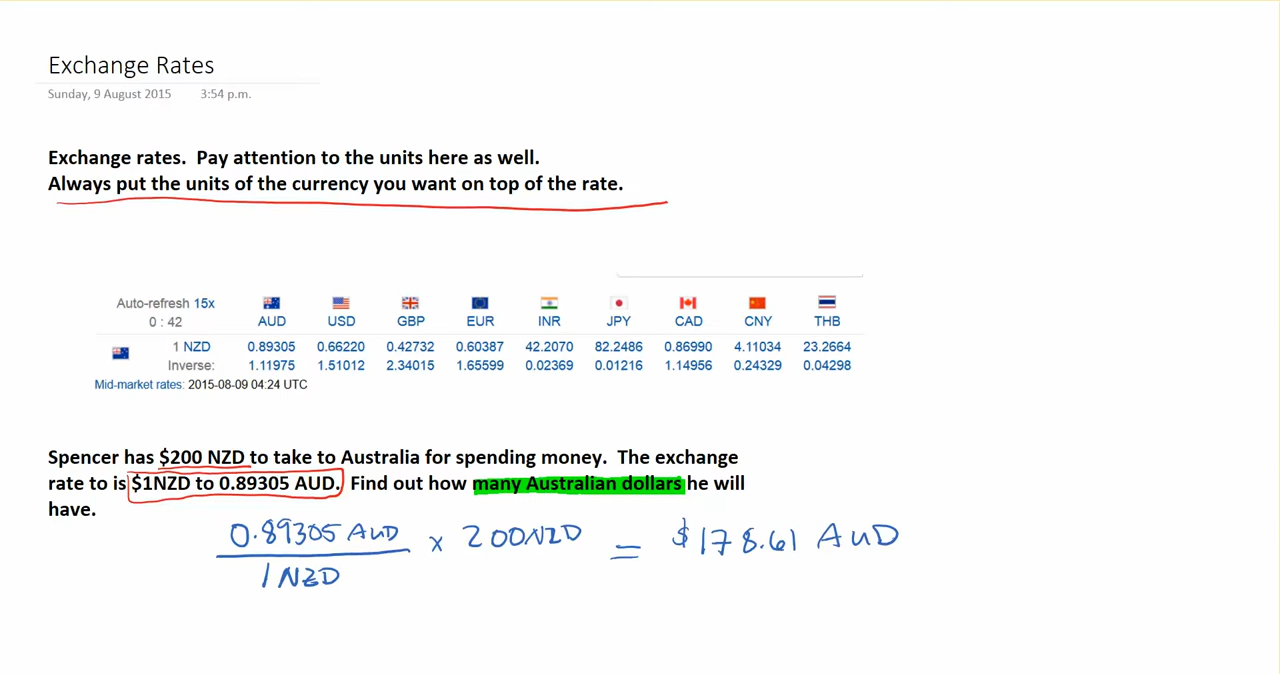 Exchange Rates
Sunday, 9 August 2015 3:54 p.m.
Exchange rates. Pay attention to the units here as well.
Always put the units of the currency you want on top of the rate.
Auto-refresh 15x
0 : 42
AUD USD GBP EUR INR JPY CAD CNY THB
1 NZD 0.89305 0.66220 0.42732 0.60387 42.2070 82.2486 0.86990 4.11034 23.2664
Inverse: 1.11975 1.51012 2.34015 1.65599 0.02369 0.01216 1.14956 0.24329 0.04298
Mid-market rates: 2015-08-09 04:24 UTC
Spencer has $200 NZD to take to Australia for spending money. The exchange
rate to is $1NZD to 0.89305 AUD. Find out how many Australian dollars he will
have.
0.89305 AUD × 200NZD = $178.61 AUD
1 NZD